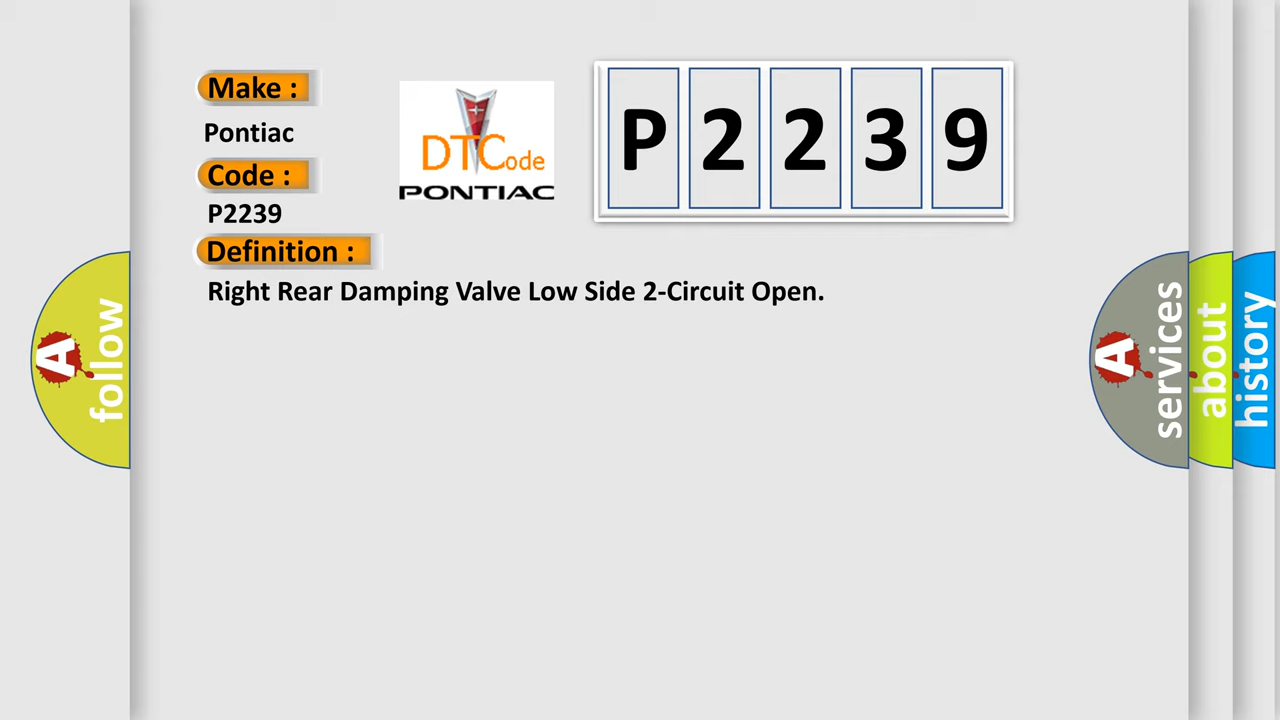 Make :
Pontiac
Code :
P2239
Definition :
Right Rear Damping Valve Low Side 2-Circuit Open.
DTCode
PONTIAC
P 2 2 3 9
A follow
A services
about
history